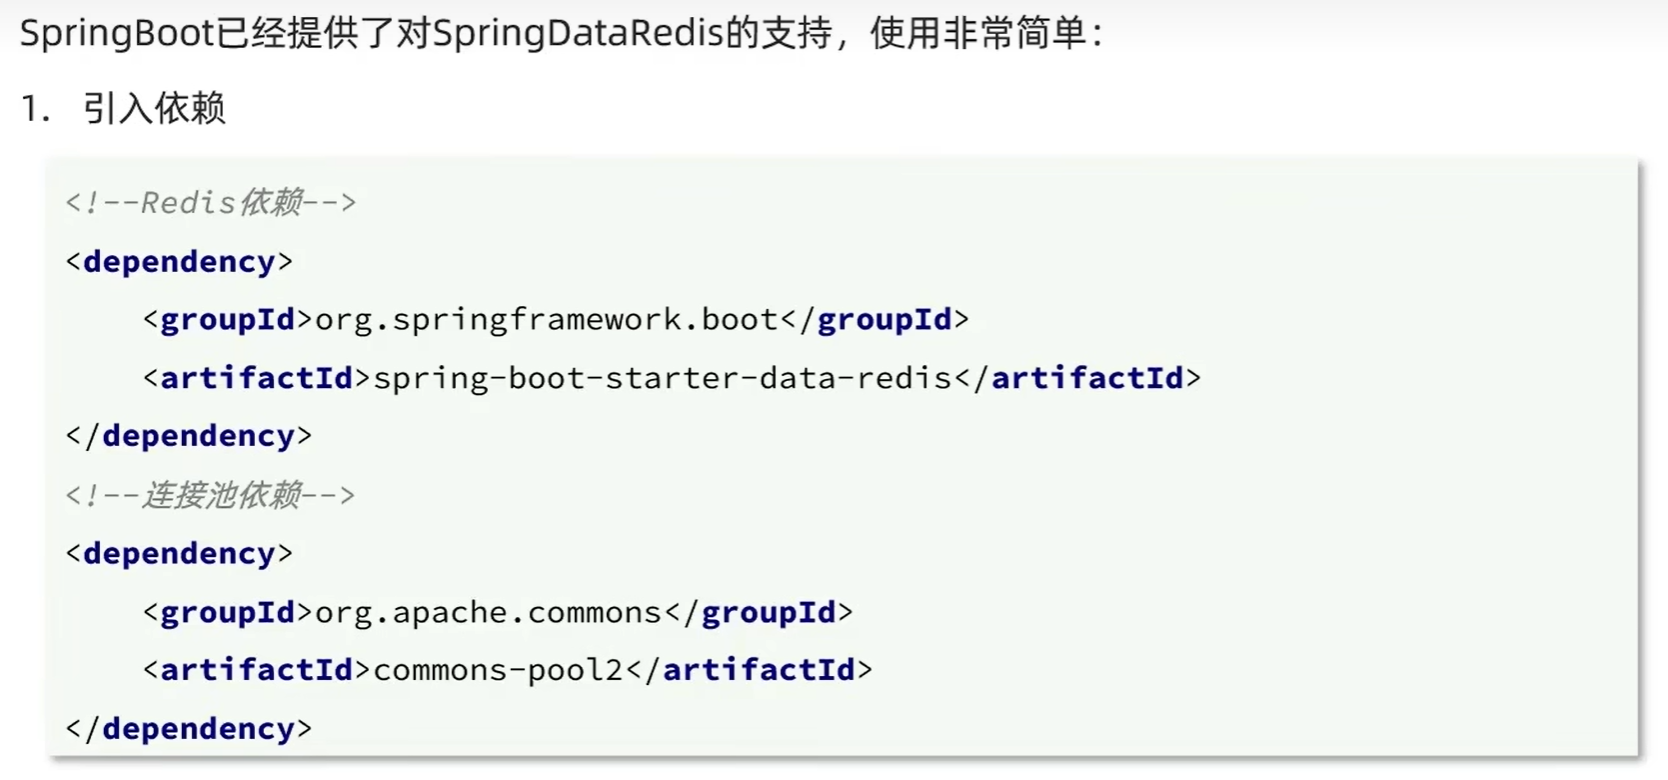 SpringBoot已经提供了对SpringDataRedis的支持，使用非常简单：
1. 引入依赖
<!--Redis依赖-->
<dependency>
    <groupId>org.springframework.boot</groupId>
    <artifactId>spring-boot-starter-data-redis</artifactId>
</dependency>
<!--连接池依赖-->
<dependency>
    <groupId>org.apache.commons</groupId>
    <artifactId>commons-pool2</artifactId>
</dependency>